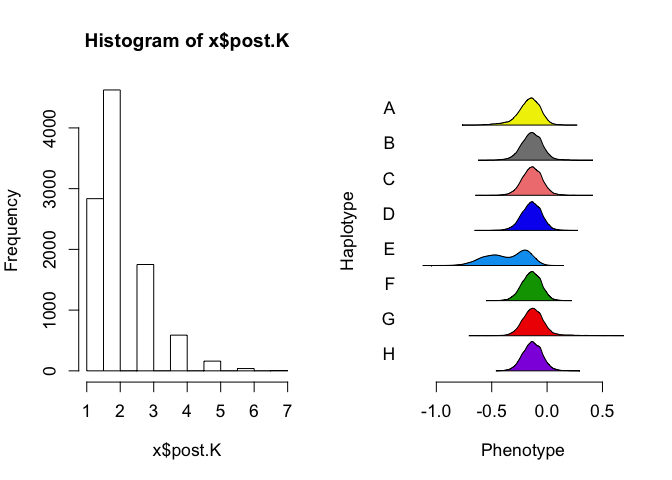 Histogram of x$post.K
Frequency
0
1000
2000
3000
4000
1 2 3 4 5 6 7
x$post.K
Haplotype
A
B
C
D
E
F
G
H
-1.0 -0.5 0.0 0.5
Phenotype